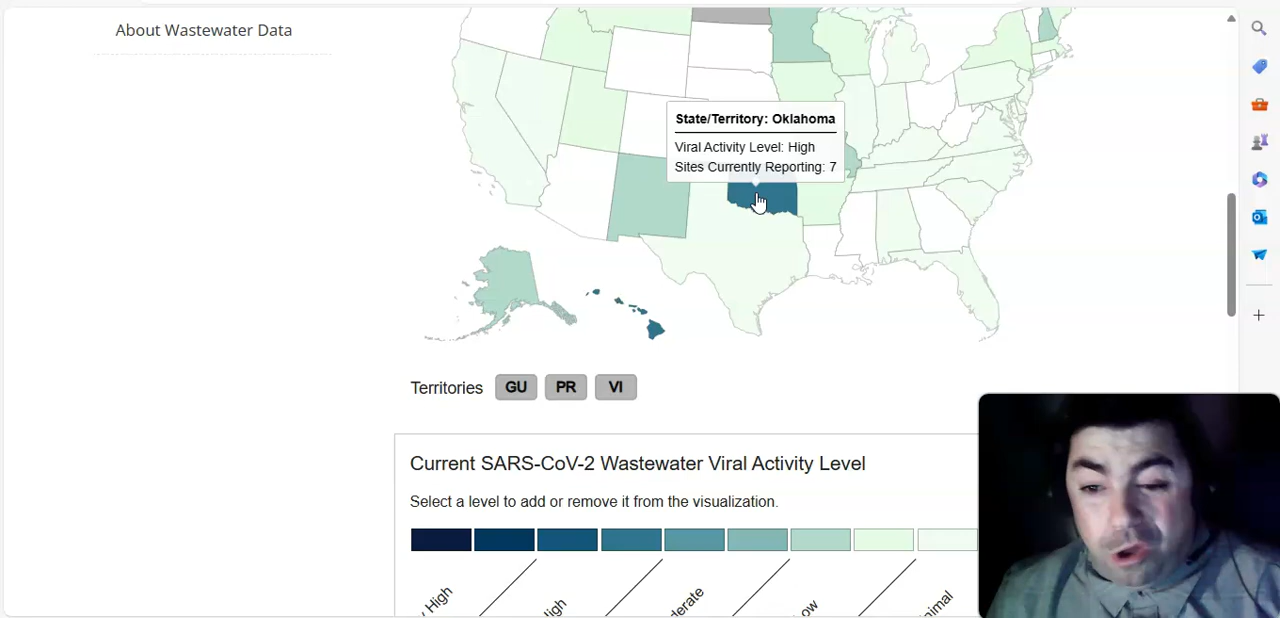 About Wastewater Data
State/Territory: Oklahoma
Viral Activity Level: High
Sites Currently Reporting: 7
Territories GU PR VI
Current SARS-CoV-2 Wastewater Viral Activity Level
Select a level to add or remove it from the visualization.
High